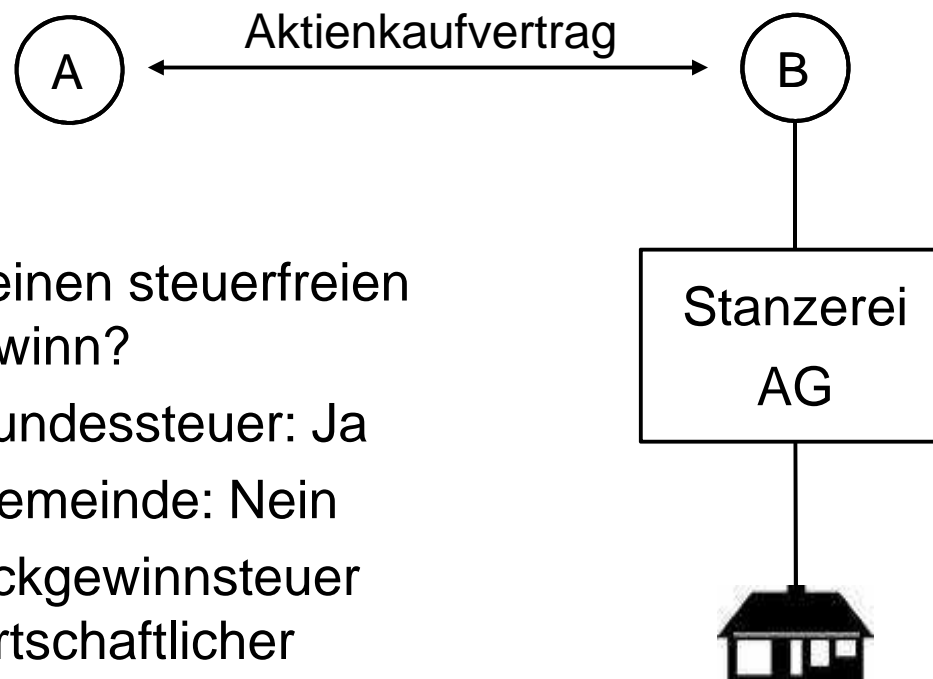 A
Aktienkaufvertrag
B
einen steuerfreien
winn?
undessteuer: Ja
emeinde: Nein
ckgewinnsteuer
rtschaftlicher
Stanzerei
AG